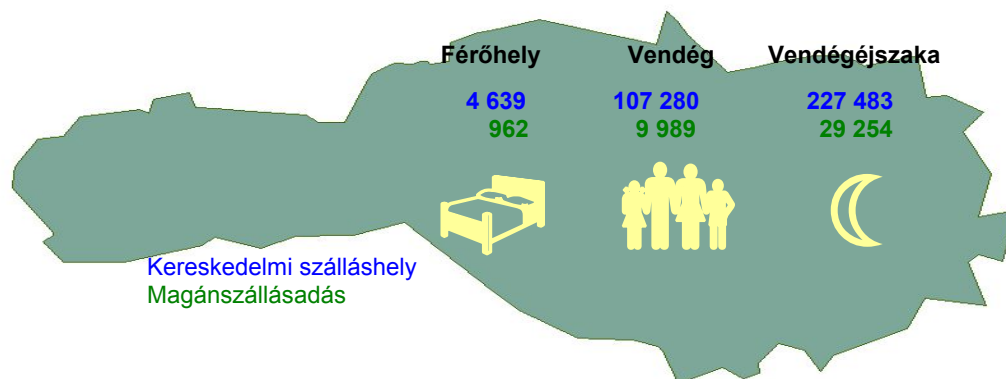 Férőhely Vendég Vendégéjszaka
4 639 107 280 227 483
962 9 989 29 254
Kereskedelmi szálláshely
Magánszállásadás